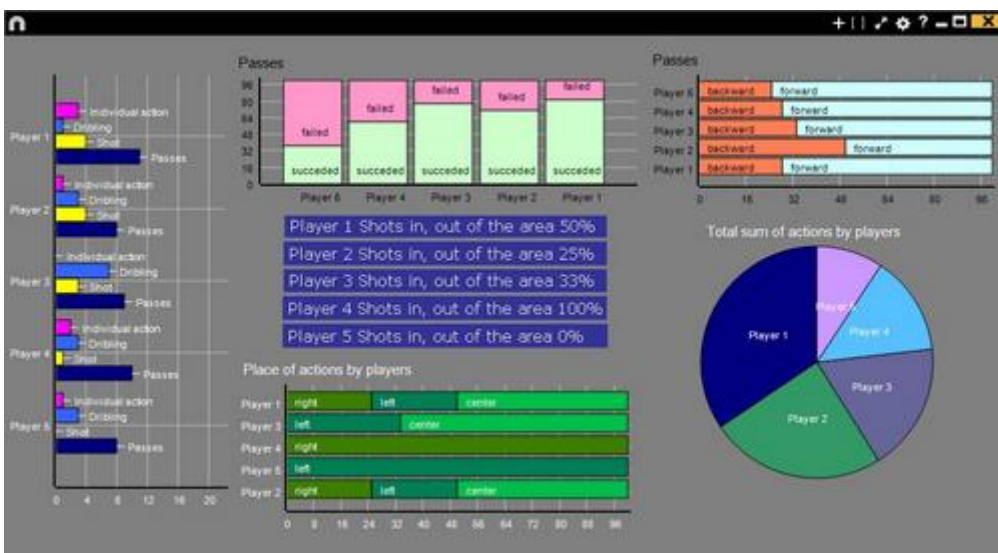 Individual action
Dribling
Player 1
Shot
Passes
Individual action
Dribling
Player 2
Shot
Passes
Individual action
Dribling
Player 3
Shot
Passes
Individual action
Dribling
Player 4
Shot
Passes
Individual action
Dribling
Player 5
Shot
Passes
0 4 8 12 16 20
Passes
96
80
64
48
32
16
0
failed failed failed failed failed
succeded succeded succeded succeded succeded
Player 4 Player 3 Player 2 Player 1
Player 1 Shots in, out of the area 50%
Player 2 Shots in, out of the area 25%
Player 3 Shots in, out of the area 33%
Player 4 Shots in, out of the area 100%
Player 5 Shots in, out of the area 0%
Place of actions by players
Player 1 right left center
Player 3 left center
Player 4 right
Player 5 left
Player 2 right left center
0 8 16 24 32 40 48 56 64 72 80 88 96
Passes
Player 5 backward forward
Player 4 backward forward
Player 3 backward forward
Player 2 backward forward
Player 1 backward forward
0 16 32 48 64 80 96
Total sum of actions by players
Player 5
Player 4
Player 1
Player 3
Player 2